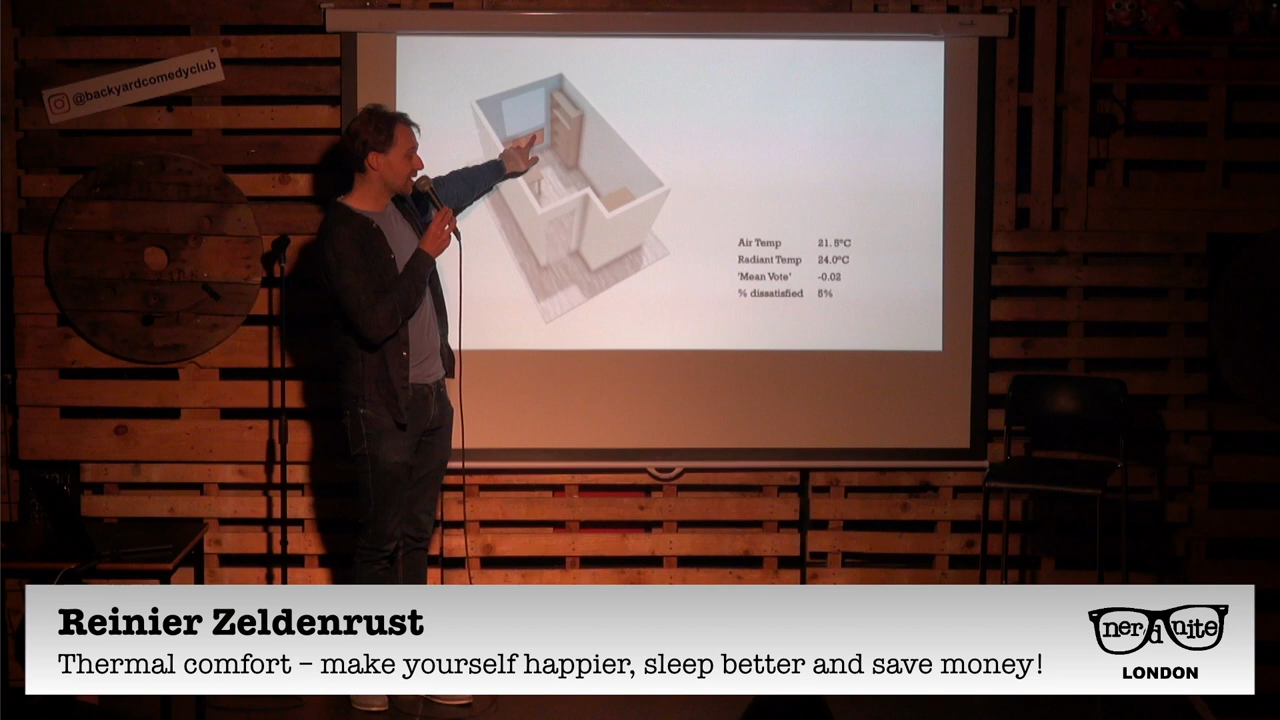 @backyardcomedyclub
Air Temp 21.5°C
Radiant Temp 24.0°C
'Mean Vote' -0.02
% dissatisfied 5%
Reinier Zeldenrust
Thermal comfort – make yourself happier, sleep better and save money!
nerd nite
LONDON